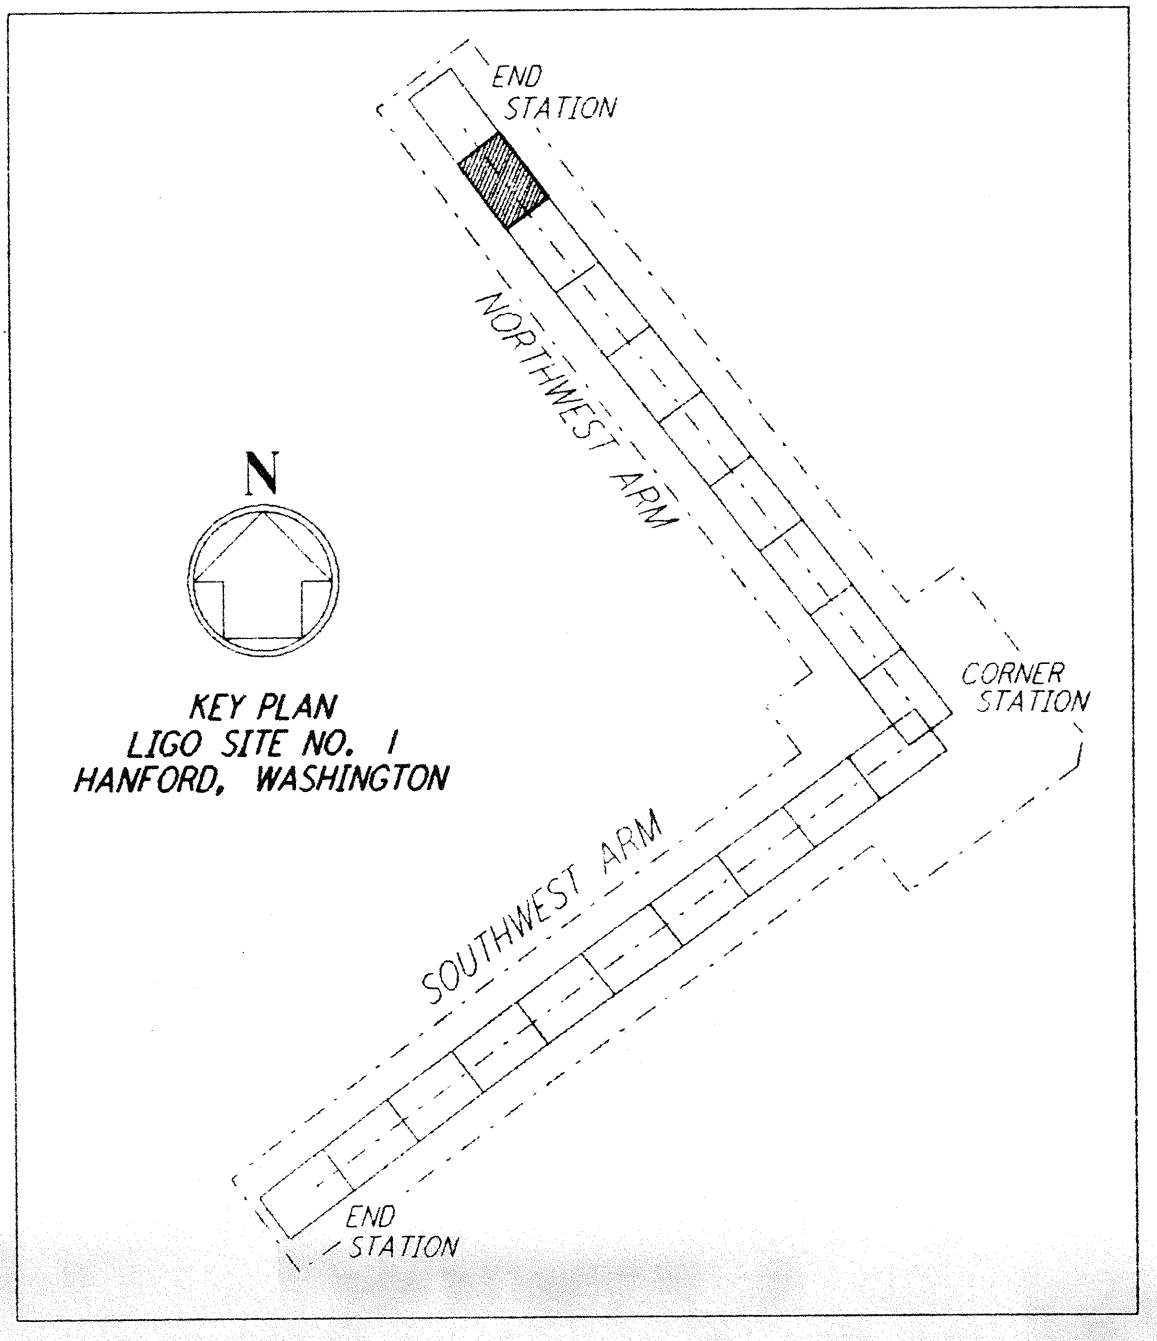 END
STATION
NORTHWEST ARM
N
CORNER
STATION
KEY PLAN
LIGO SITE NO. 1
HANFORD, WASHINGTON
SOUTHWEST ARM
END
STATION